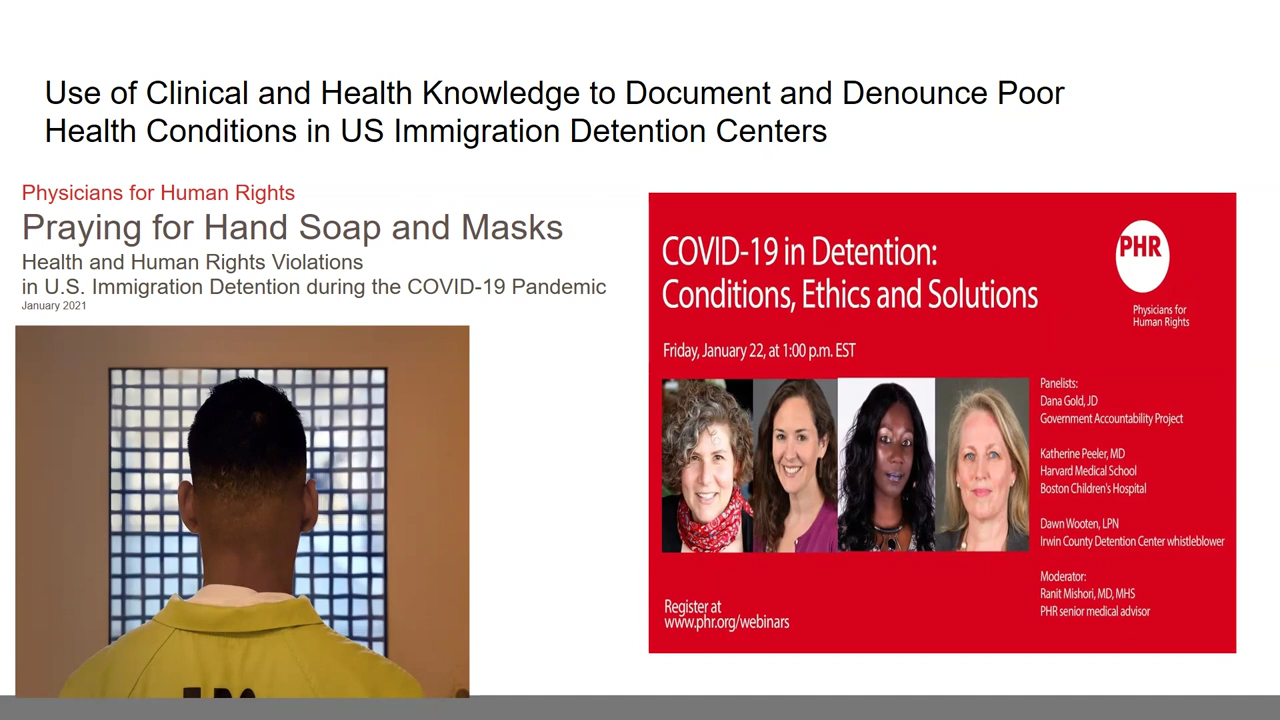 Use of Clinical and Health Knowledge to Document and Denounce Poor
Health Conditions in US Immigration Detention Centers
Physicians for Human Rights
Praying for Hand Soap and Masks
Health and Human Rights Violations
in U.S. Immigration Detention during the COVID-19 Pandemic
January 2021
COVID-19 in Detention:
Conditions, Ethics and Solutions
PHR
Physicians for
Human Rights
Friday, January 22, at 1:00 p.m. EST
Panelists:
Dana Gold, JD
Government Accountability Project
Katherine Peeler, MD
Harvard Medical School
Boston Children's Hospital
Dawn Wooten, LPN
Irwin County Detention Center whistleblower
Moderator:
Ranit Mishori, MD, MHS
PHR senior medical advisor
Register at
www.phr.org/webinars